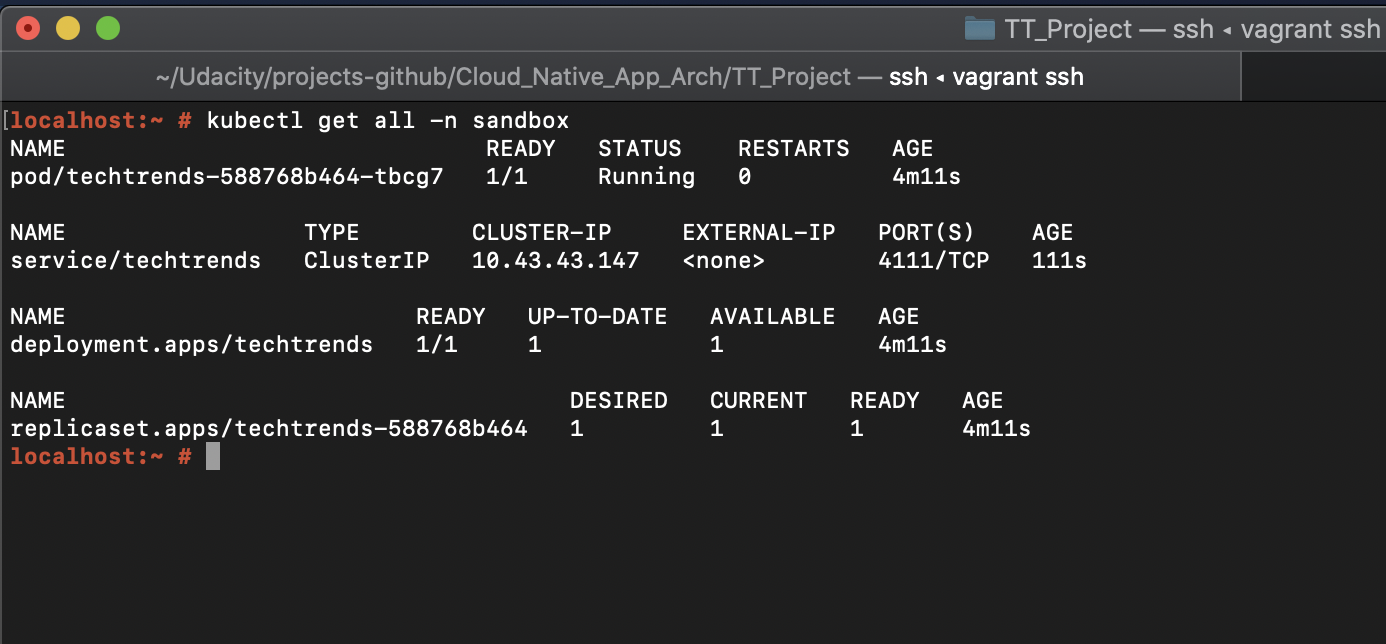 TT_Project — ssh ◂ vagrant ssh
~/Udacity/projects-github/Cloud_Native_App_Arch/TT_Project — ssh ◂ vagrant ssh
[localhost:~ # kubectl get all -n sandbox
NAME READY STATUS RESTARTS AGE
pod/techtrends-588768b464-tbcg7 1/1 Running 0 4m11s
NAME TYPE CLUSTER-IP EXTERNAL-IP PORT(S) AGE
service/techtrends ClusterIP 10.43.43.147 <none> 4111/TCP 111s
NAME READY UP-TO-DATE AVAILABLE AGE
deployment.apps/techtrends 1/1 1 1 4m11s
NAME DESIRED CURRENT READY AGE
replicaset.apps/techtrends-588768b464 1 1 1 4m11s
localhost:~ #